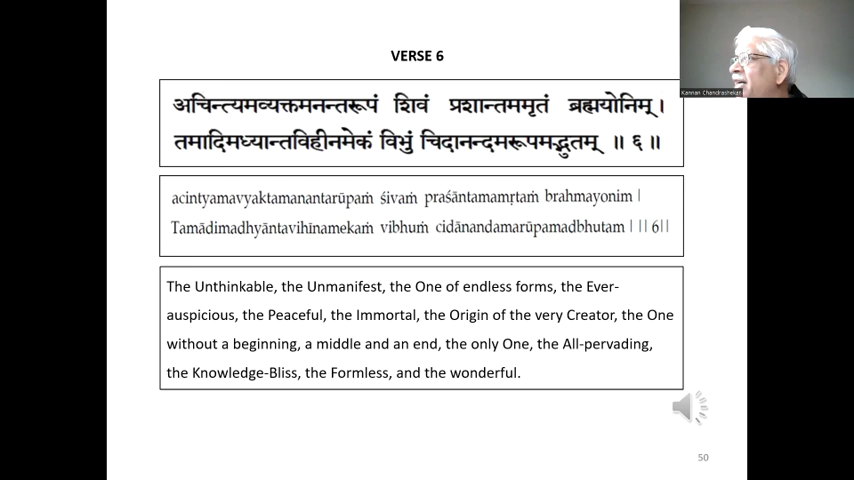 VERSE 6
Kannan Chandrashekar
अचिन्त्यमव्यक्तमनन्तरूपं शिवं प्रशान्तममृतं ब्रह्मयोनिम् ।
तमादिमध्यान्तविहीनमेकं विभुं चिदानन्दमरूपमद्भुतम् ॥ ६ ॥
acintyamavyaktamanantarūpaṁ śivaṁ praśāntamamṛtaṁ brahmayonim |
Tamādimadhyāntavihīnamekaṁ vibhuṁ cidānandamarūpamadbhutam | || 6||
The Unthinkable, the Unmanifest, the One of endless forms, the Ever-
auspicious, the Peaceful, the Immortal, the Origin of the very Creator, the One
without a beginning, a middle and an end, the only One, the All-pervading,
the Knowledge-Bliss, the Formless, and the wonderful.
50